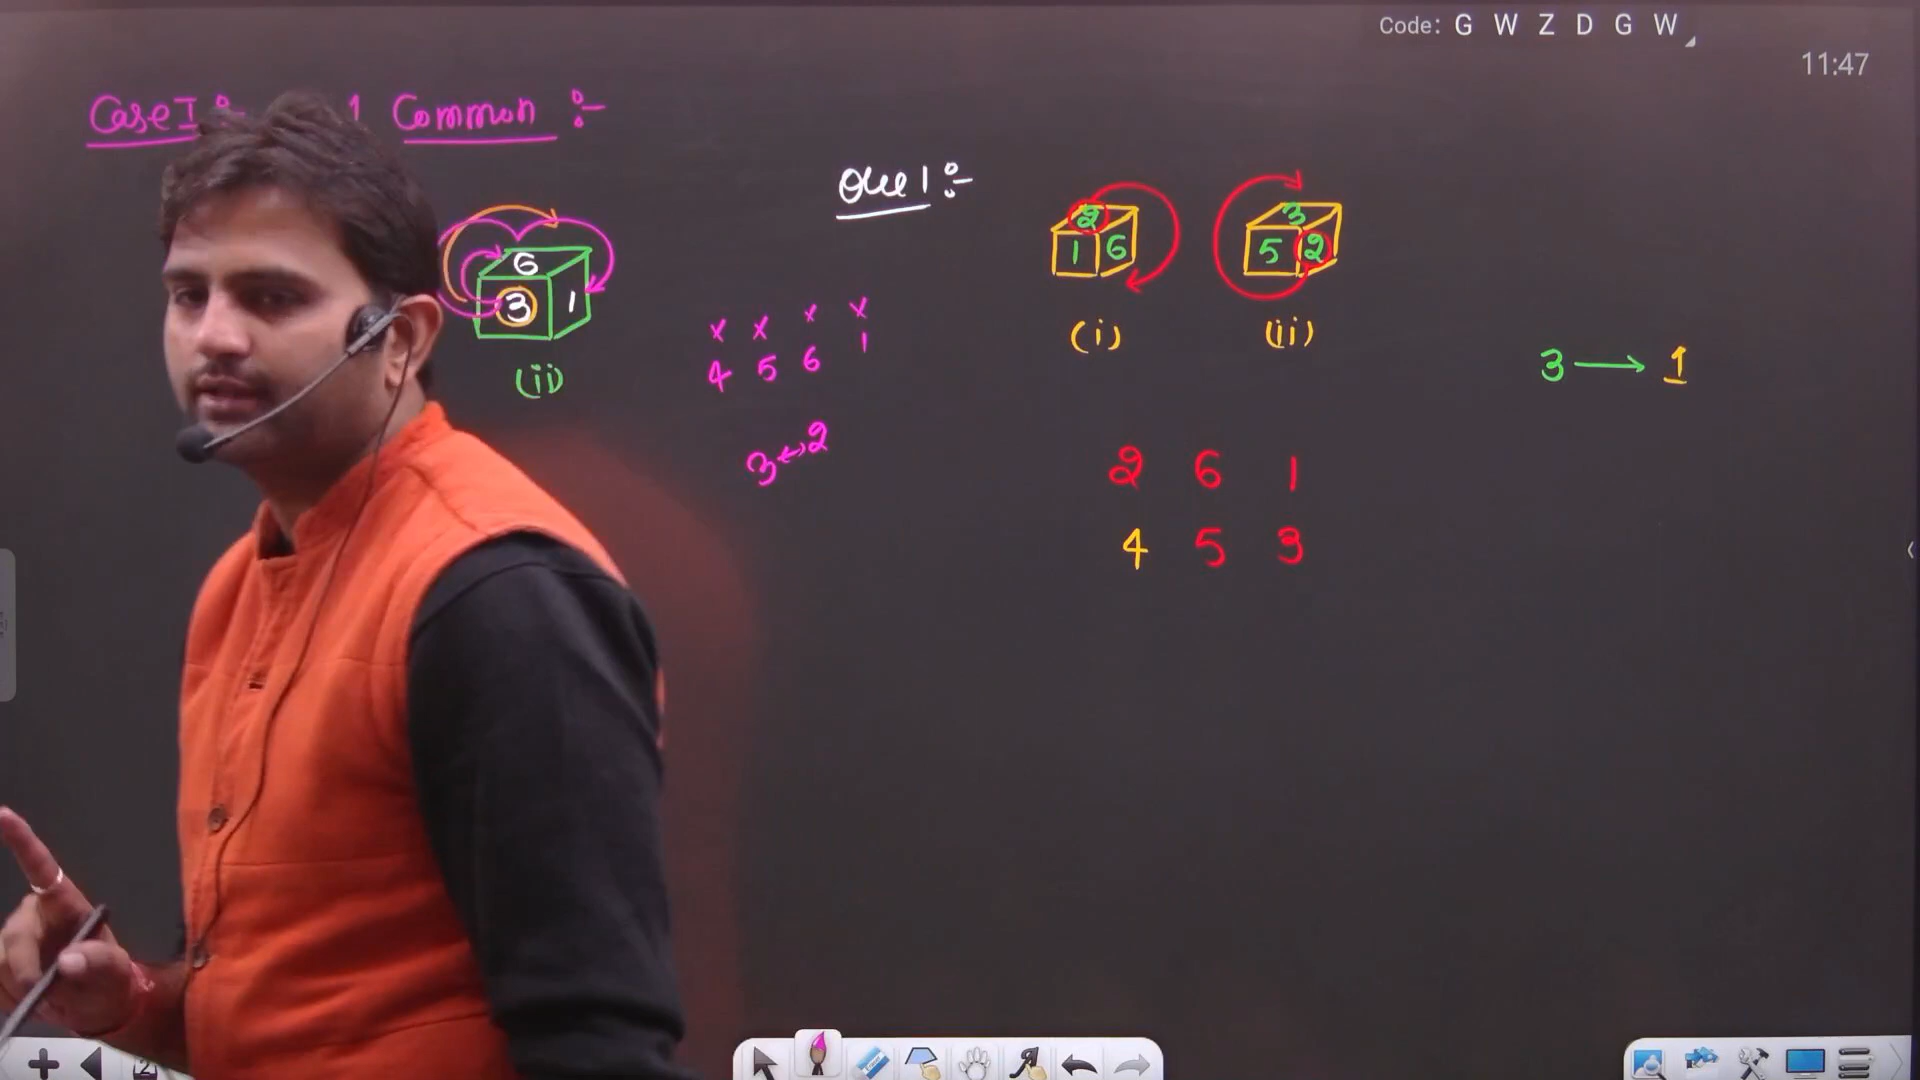 Code: G W Z D G W
11:47
Case I :- 1 Common :-
Que 1 :-
6
3 1
(ii)
x x x x
4 5 6 1
3 ↔ 2
2
1 6
(i)
3
5 2
(ii)
3 → 1
2 6 1
4 5 3